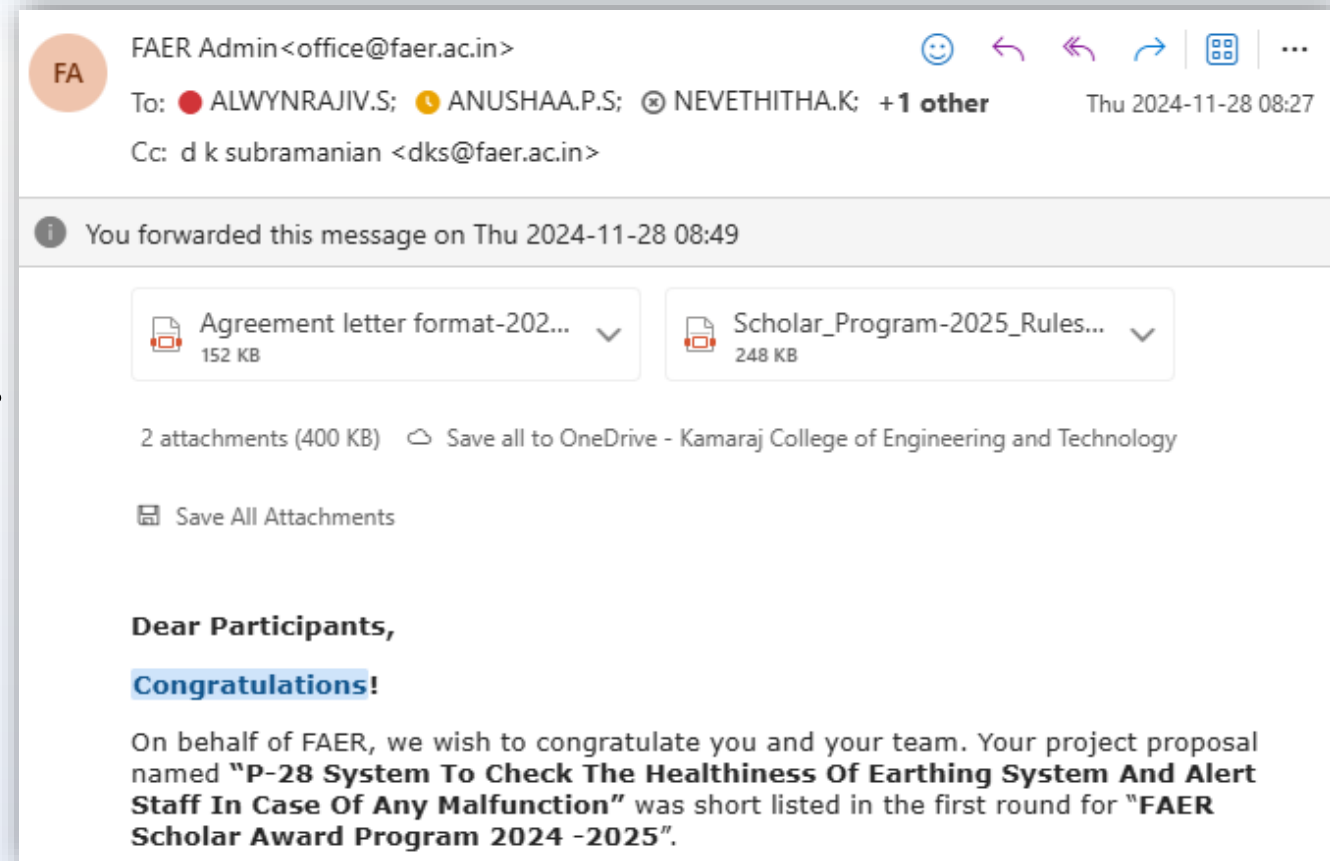 FA
FAER Admin<office@faer.ac.in>
To: ALWYNRAJIV.S; ANUSHAA.P.S; NEVETHITHA.K; +1 other
Thu 2024-11-28 08:27
Cc: d k subramanian <dks@faer.ac.in>
You forwarded this message on Thu 2024-11-28 08:49
Agreement letter format-202...
152 KB
Scholar_Program-2025_Rules...
248 KB
2 attachments (400 KB) Save all to OneDrive - Kamaraj College of Engineering and Technology
Save All Attachments
Dear Participants,
Congratulations!
On behalf of FAER, we wish to congratulate you and your team. Your project proposal
named “P-28 System To Check The Healthiness Of Earthing System And Alert
Staff In Case Of Any Malfunction” was short listed in the first round for “FAER
Scholar Award Program 2024 -2025”.